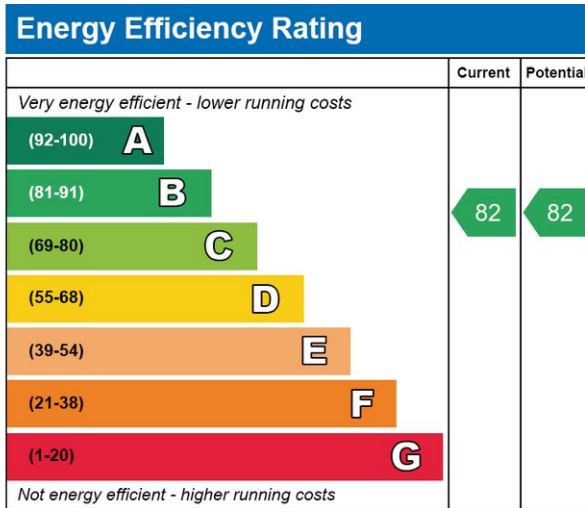 Energy Efficiency Rating
Current Potential
Very energy efficient - lower running costs
(92-100) A
(81-91) B
82 82
(69-80) C
(55-68) D
(39-54) E
(21-38) F
(1-20) G
Not energy efficient - higher running costs